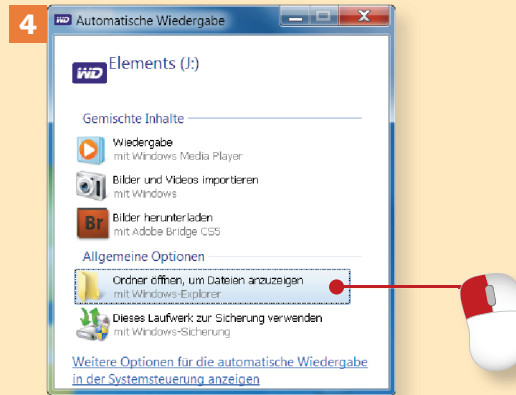 4
WD Automatische Wiedergabe
WD Elements (J:)
Gemischte Inhalte
Wiedergabe
mit Windows Media Player
Bilder und Videos importieren
mit Windows
Br
Bilder herunterladen
mit Adobe Bridge CS5
Allgemeine Optionen
Ordner öffnen, um Dateien anzuzeigen
mit Windows-Explorer
Dieses Laufwerk zur Sicherung verwenden
mit Windows-Sicherung
Weitere Optionen für die automatische Wiedergabe
in der Systemsteuerung anzeigen